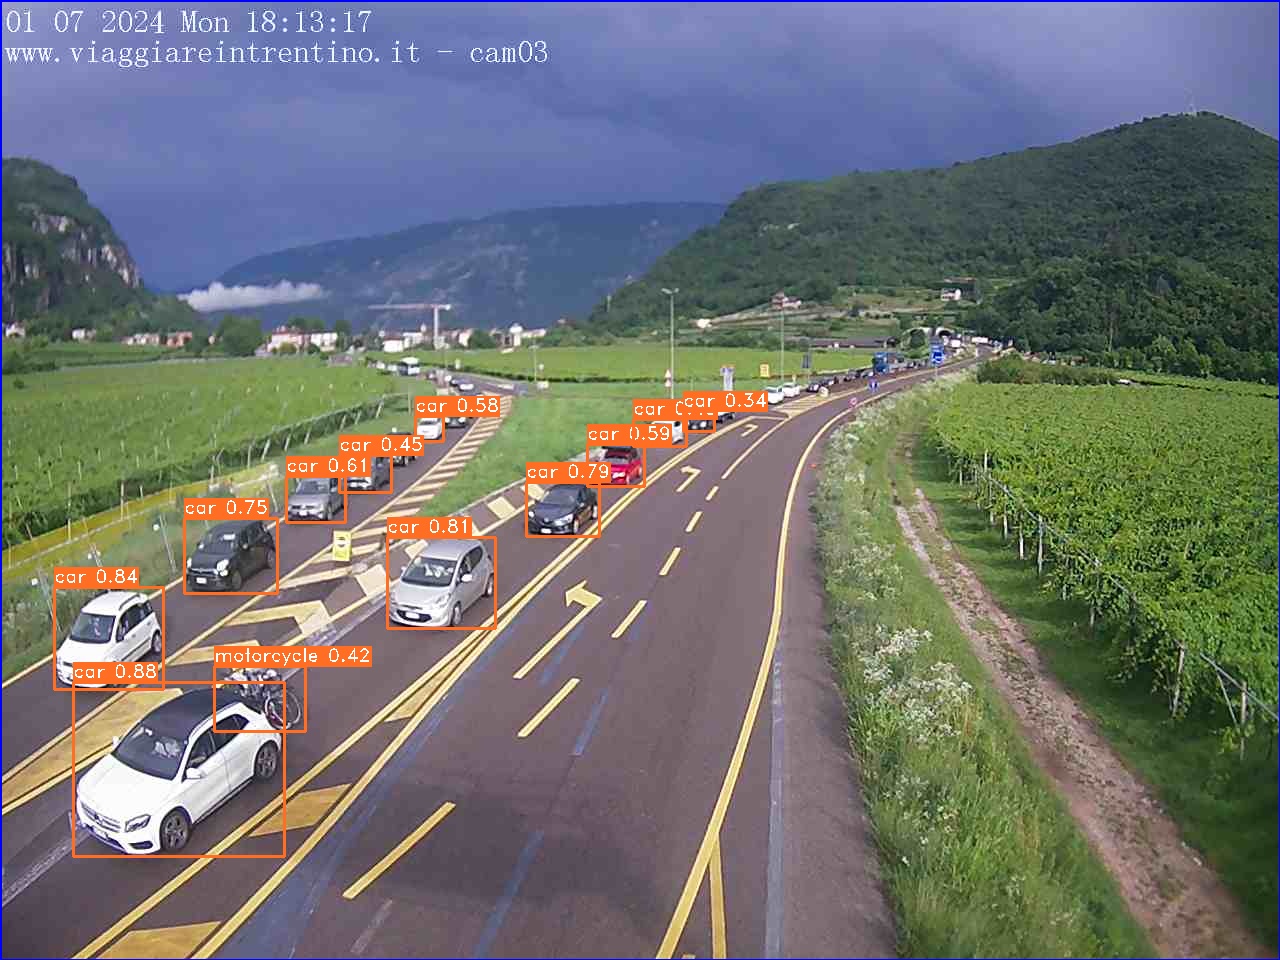 01 07 2024 Mon 18:13:17
www.viaggiareintrentino.it - cam03
car 0.58
car 0.34
car 0.45
car 0.59
car 0.61
car 0.79
car 0.75
car 0.81
car 0.84
motorcycle 0.42
car 0.88